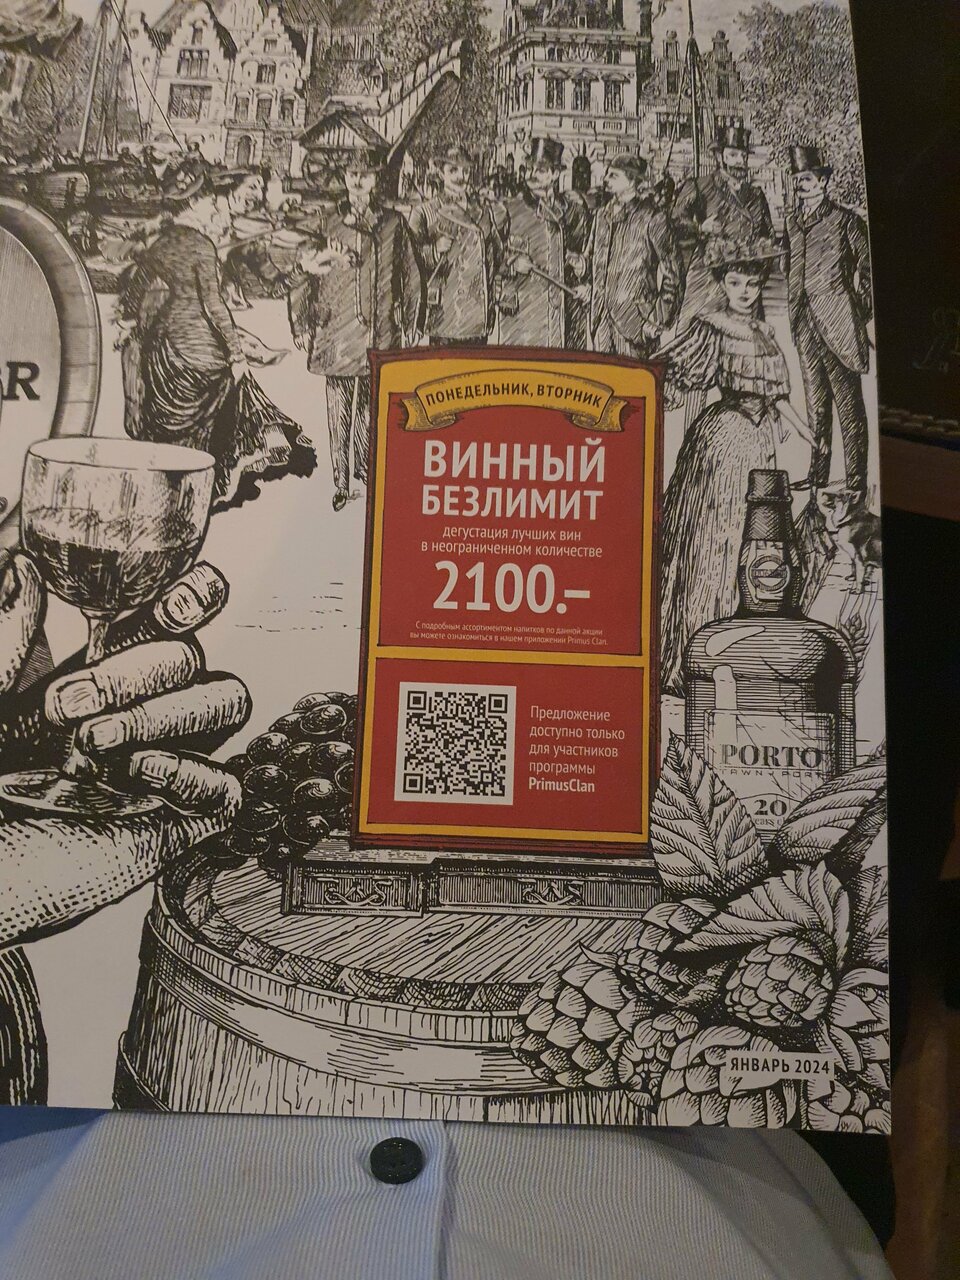 R
ПОНЕДЕЛЬНИК, ВТОРНИК
ВИННЫЙ
БЕЗЛИМИТ
дегустация лучших вин
в неограниченном количестве
2100.–
С подробным ассортиментом напитков по данной акции
вы можете ознакомиться в нашем приложении Primus Clan.
Предложение
доступно только
для участников
программы
PrimusClan
PORTO
20
ЯНВАРЬ 2024